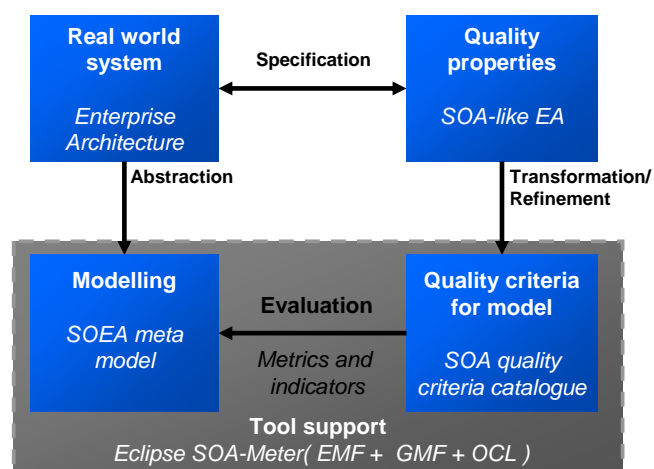 Real world
system
Enterprise
Architecture
Specification
Quality
properties
SOA-like EA
Abstraction
Transformation/
Refinement
Modelling
SOEA meta
model
Evaluation
Metrics and
indicators
Quality criteria
for model
SOA quality
criteria catalogue
Tool support
Eclipse SOA-Meter( EMF + GMF + OCL )